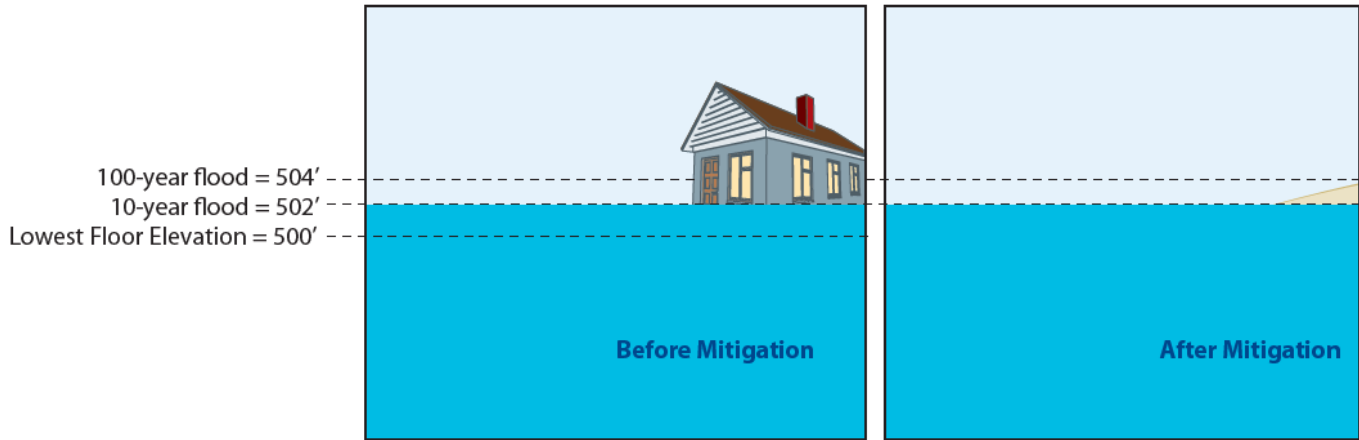 100-year flood = 504′
10-year flood = 502′
Lowest Floor Elevation = 500′
Before Mitigation
After Mitigation